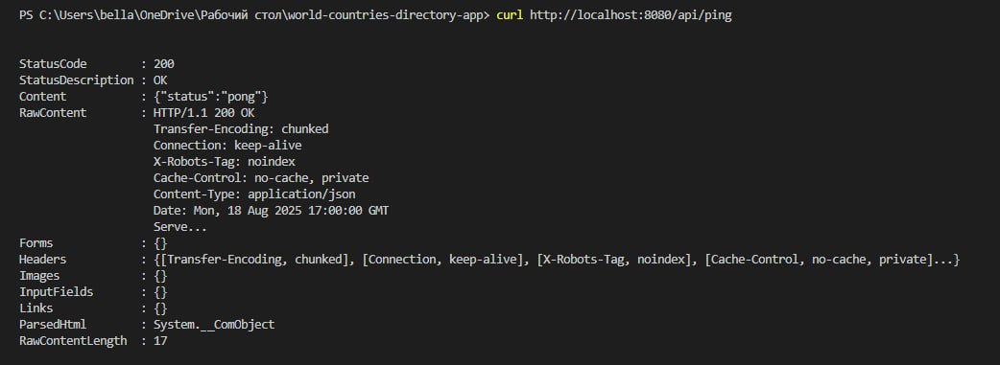 PS C:\Users\bella\OneDrive\Рабочий стол\world-countries-directory-app> curl http://localhost:8080/api/ping
StatusCode : 200
StatusDescription : OK
Content : {"status":"pong"}
RawContent : HTTP/1.1 200 OK
Transfer-Encoding: chunked
Connection: keep-alive
X-Robots-Tag: noindex
Cache-Control: no-cache, private
Content-Type: application/json
Date: Mon, 18 Aug 2025 17:00:00 GMT
Serve...
Forms : {}
Headers : {[Transfer-Encoding, chunked], [Connection, keep-alive], [X-Robots-Tag, noindex], [Cache-Control, no-cache, private]...}
Images : {}
InputFields : {}
Links : {}
ParsedHtml : System.__ComObject
RawContentLength : 17